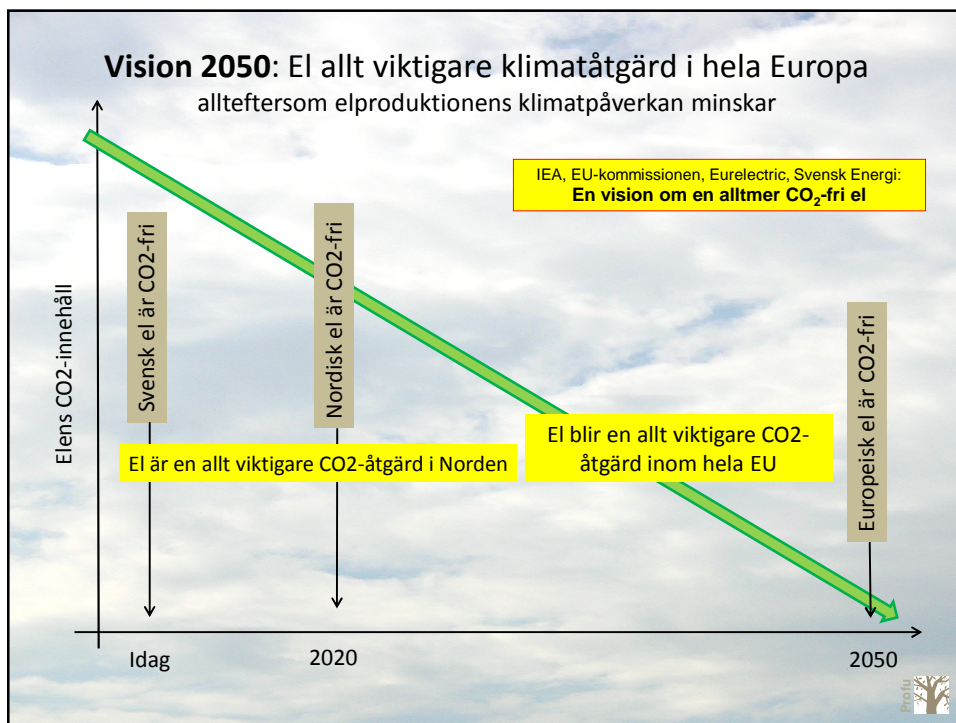 Vision 2050: El allt viktigare klimatåtgärd i hela Europa
allteftersom elproduktionens klimatpåverkan minskar
IEA, EU-kommissionen, Eurelectric, Svensk Energi:
En vision om en alltmer CO₂-fri el
Elens CO2-innehåll
Svensk el är CO2-fri
Nordisk el är CO2-fri
Europeisk el är CO2-fri
El är en allt viktigare CO2-åtgärd i Norden
El blir en allt viktigare CO2-
åtgärd inom hela EU
Idag
2020
2050
Profu